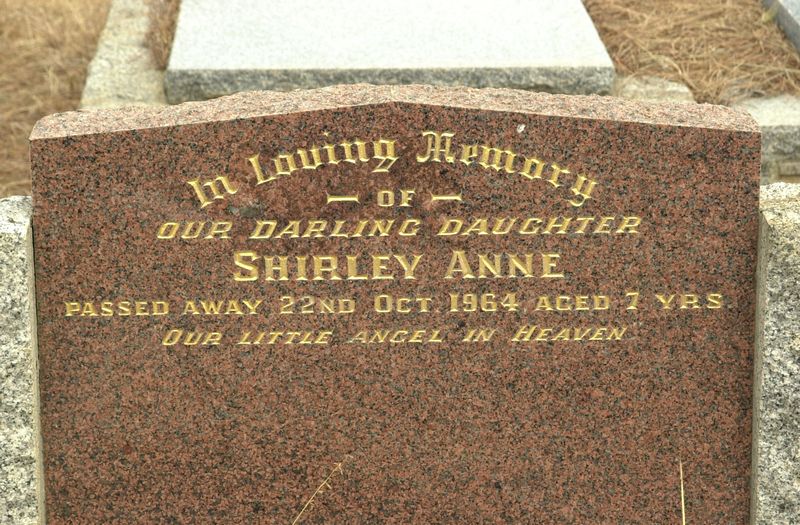 In Loving Memory
— OF —
OUR DARLING DAUGHTER
SHIRLEY ANNE
PASSED AWAY 22ND OCT. 1964 AGED 7 YRS
OUR LITTLE ANGEL IN HEAVEN